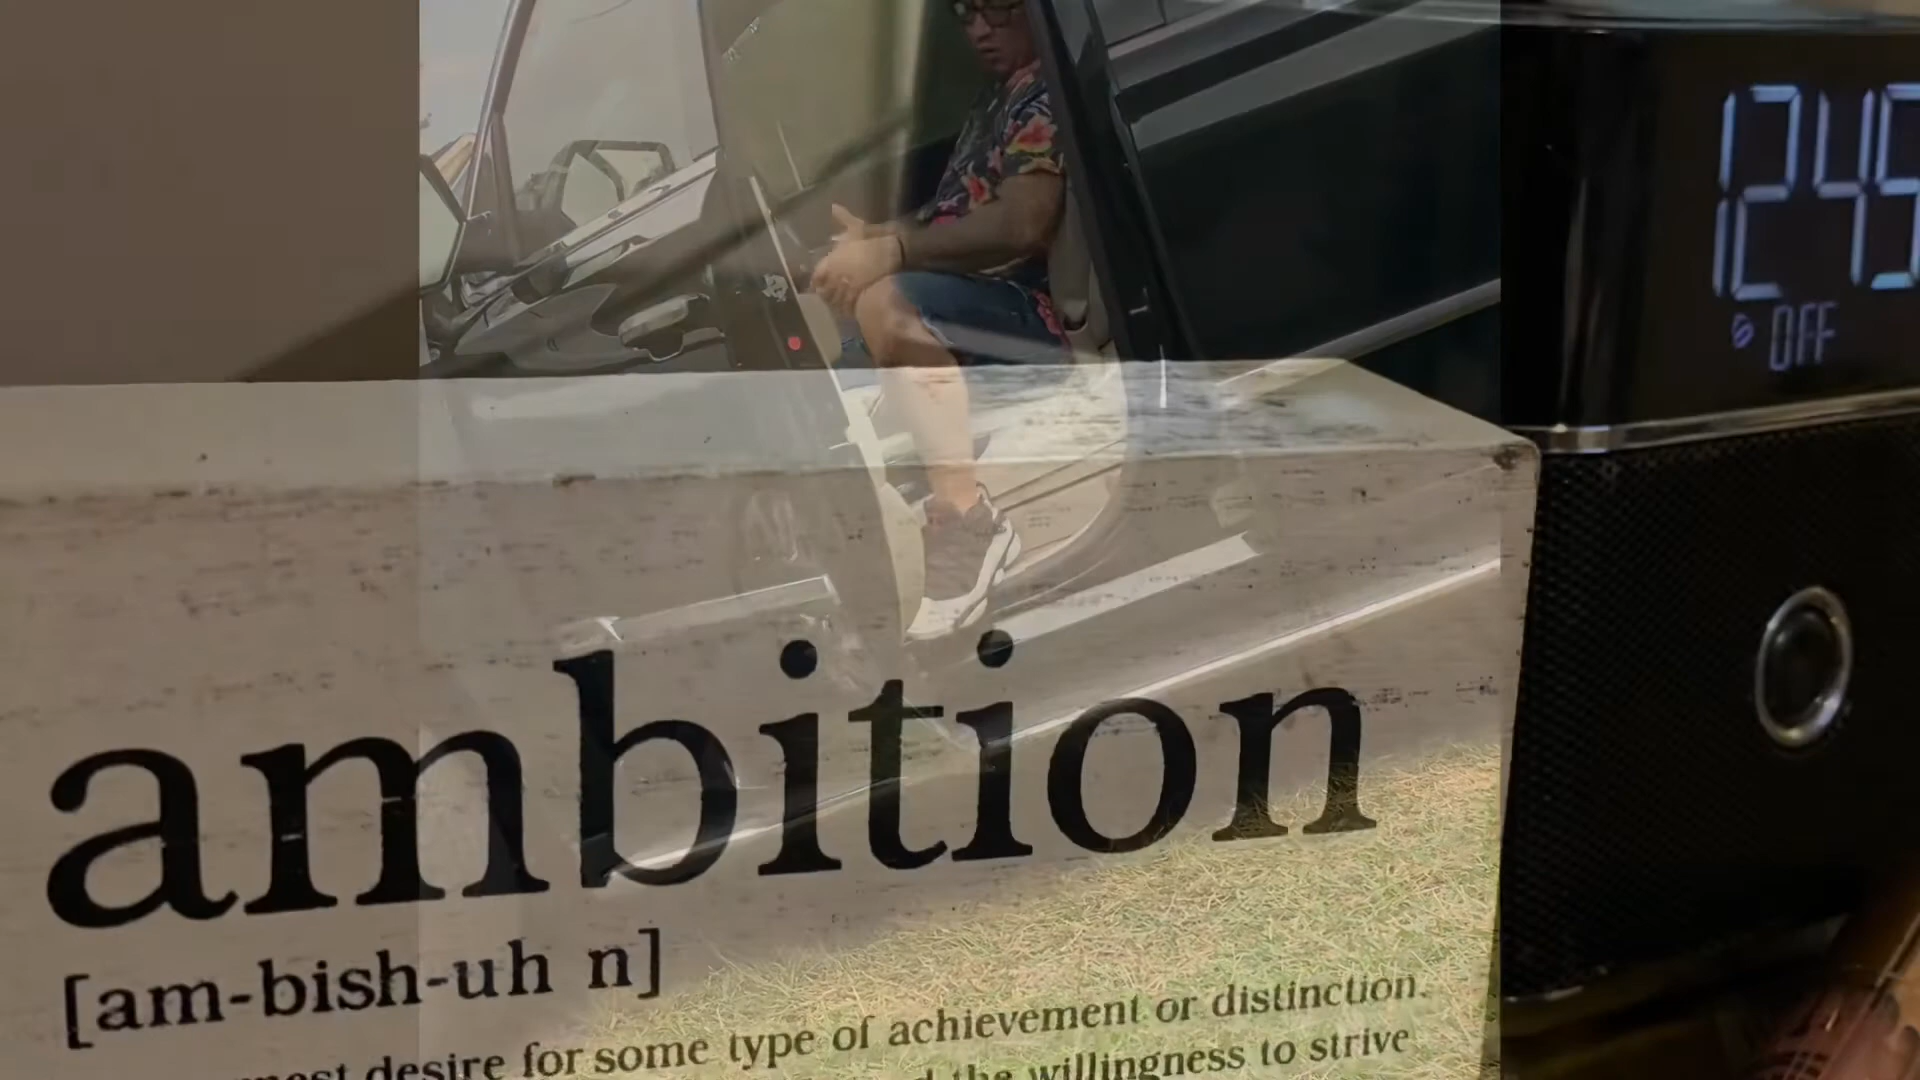 ambition
[am-bish-uh n]
desire for some type of achievement or distinction.
the willingness to strive
1245
OFF